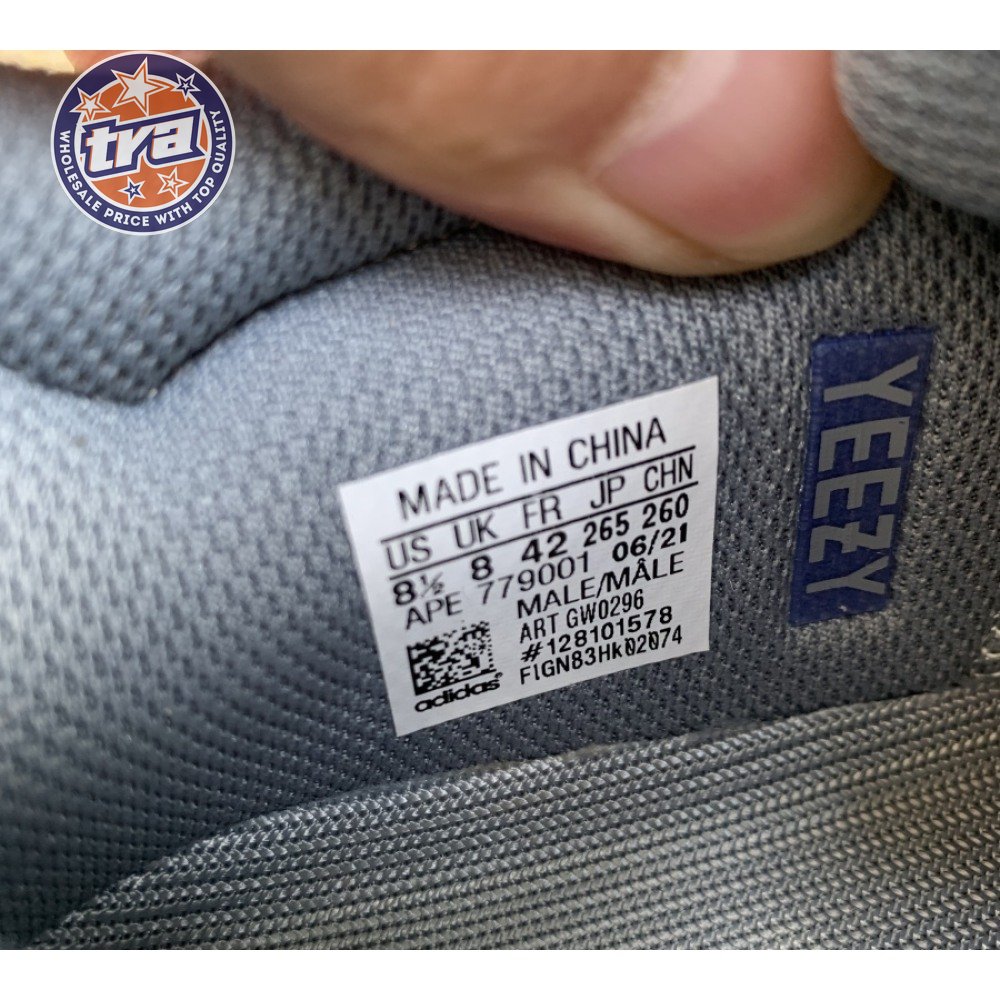 tra
WHOLESALE PRICE WITH TOP QUALITY
YEEZY
MADE IN CHINA
US UK FR JP CHN
8½ 8 42 265 260
APE 779001 06/21
MALE/MÂLE
ART GW0296
#128101578
F1GN83Hk02074
adidas